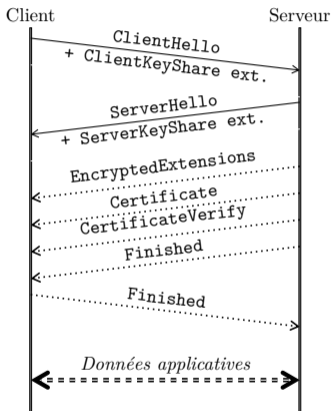 Client
Serveur
ClientHello
+ ClientKeyShare ext.
ServerHello
+ ServerKeyShare ext.
EncryptedExtensions
Certificate
CertificateVerify
Finished
Finished
Données applicatives